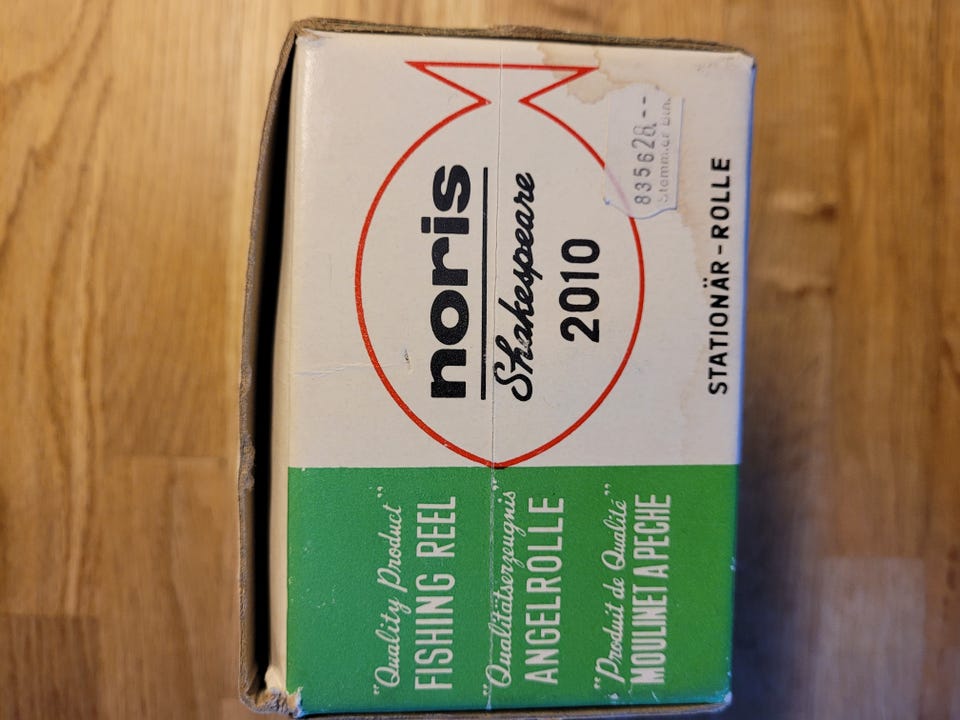 "Quality Product"
FISHING REEL
"Qualitätserzeugnis"
ANGELROLLE
"Produit de Qualité"
MOULINET A PECHE
noris
Shakespeare
2010
835628.--
STATIONÄR-ROLLE